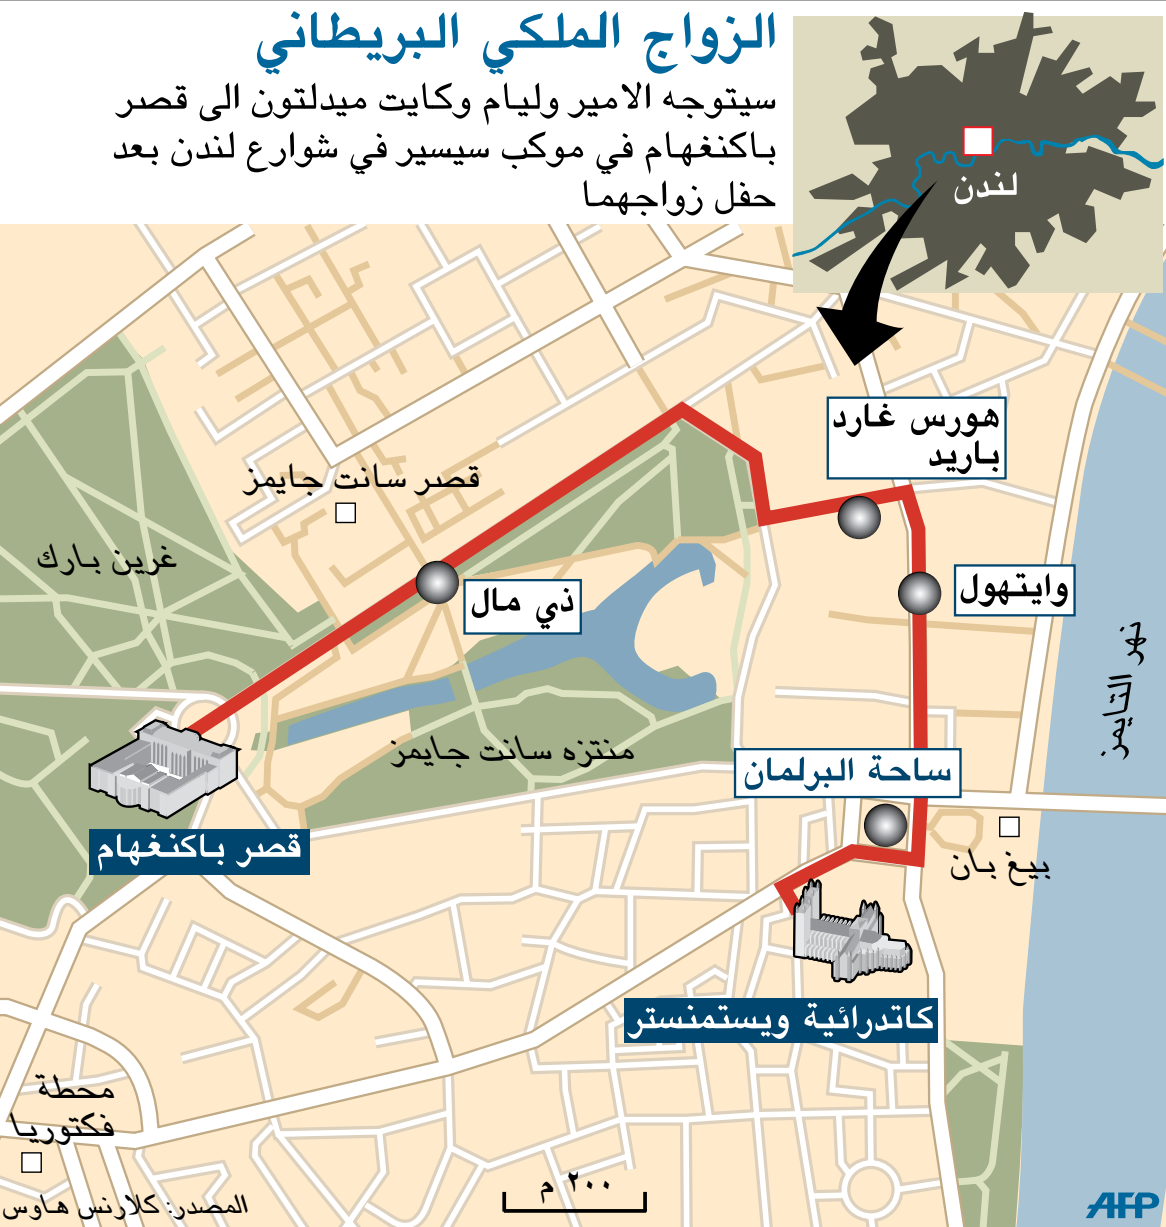 الزواج الملكي البريطاني
سيتوجه الامير وليام وكايت ميدلتون الى قصر
باكنغهام في موكب سيسير في شوارع لندن بعد
حفل زواجهما
لندن
هورس غارد
باريد
قصر سانت جايمز
غرين بارك
ذي مال
وايتهول
نهر التايمز
منتزه سانت جايمز
ساحة البرلمان
قصر باكنغهام
بيغ بان
كاتدرائية ويستمنستر
محطة
فكتوريا
٢٠٠ م
المصدر: كلارنس هاوس
AFP